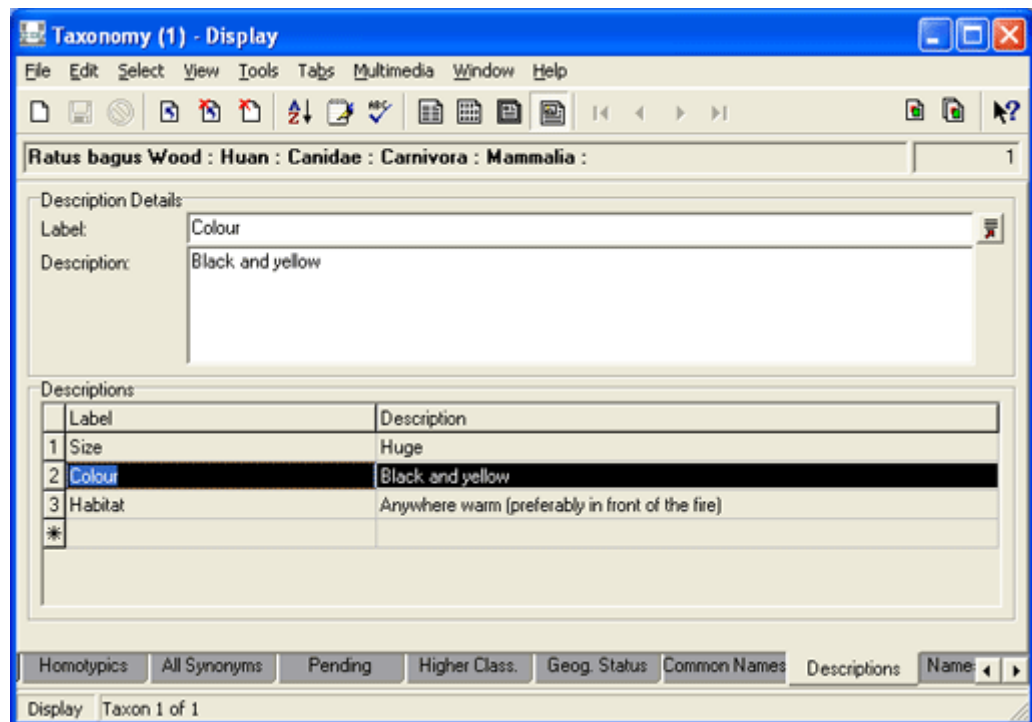 Taxonomy (1) - Display
File Edit Select View Tools Tabs Multimedia Window Help
Ratus bagus Wood : Huan : Canidae : Carnivora : Mammalia : 1
Description Details
Label: Colour
Description: Black and yellow
Descriptions
Label Description
1 Size Huge
2 Colour Black and yellow
3 Habitat Anywhere warm (preferably in front of the fire)
Homotypics All Synonyms Pending Higher Class. Geog. Status Common Names Descriptions Name
Display Taxon 1 of 1